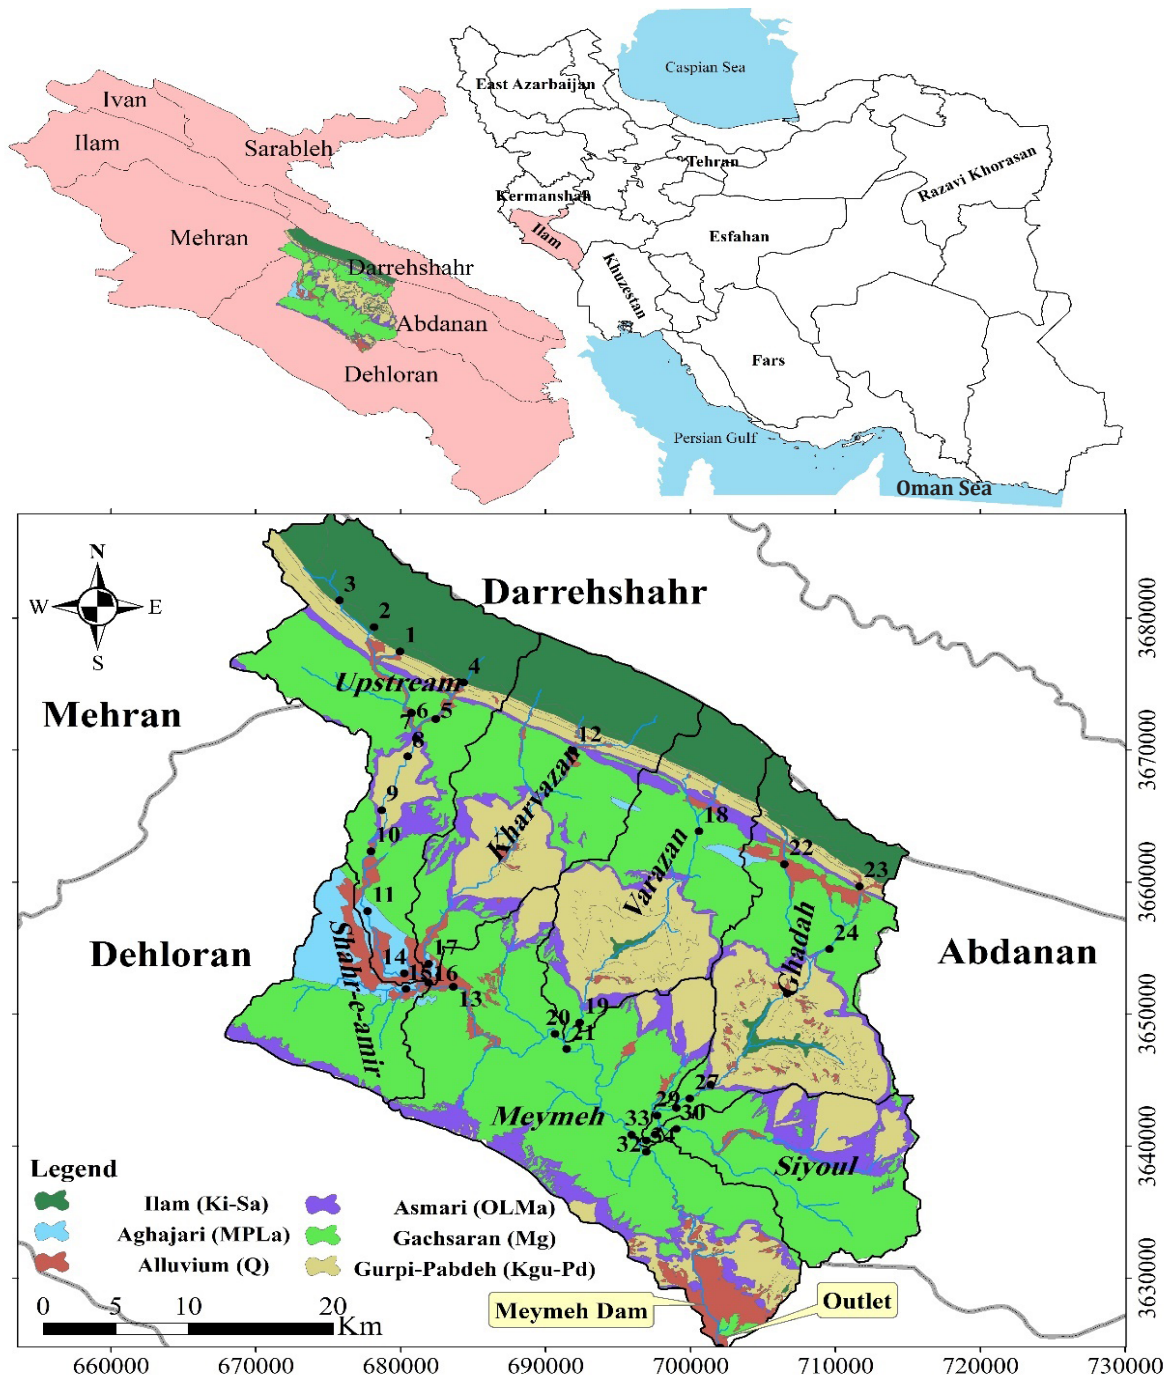 Ivan
Ilam
Sarableh
Mehran
Darrehshahr
Abdanan
Dehloran
Caspian Sea
East Azarbaijan
Tehran
Razavi Khorasan
Kermanshah
Ilam
Esfahan
Khuzestan
Fars
Persian Gulf
Oman Sea
N
W E
S
Darrehshahr
Mehran
Dehloran
Abdanan
3
2
1
4
Upstream
6
5
7
8
12
9
10
Kharvazan
18
Varazan
22
23
11
Ghadah
24
17
14
15
16
13
Shahr-e-amir
19
20
21
27
29
30
33
34
32
Meymeh
Siyoul
Legend
Ilam (Ki-Sa)
Aghajari (MPLa)
Alluvium (Q)
Asmari (OLMa)
Gachsaran (Mg)
Gurpi-Pabdeh (Kgu-Pd)
0 5 10 20
Km
Meymeh Dam
Outlet
3680000
3670000
3660000
3650000
3640000
3630000
660000 670000 680000 690000 700000 710000 720000 730000